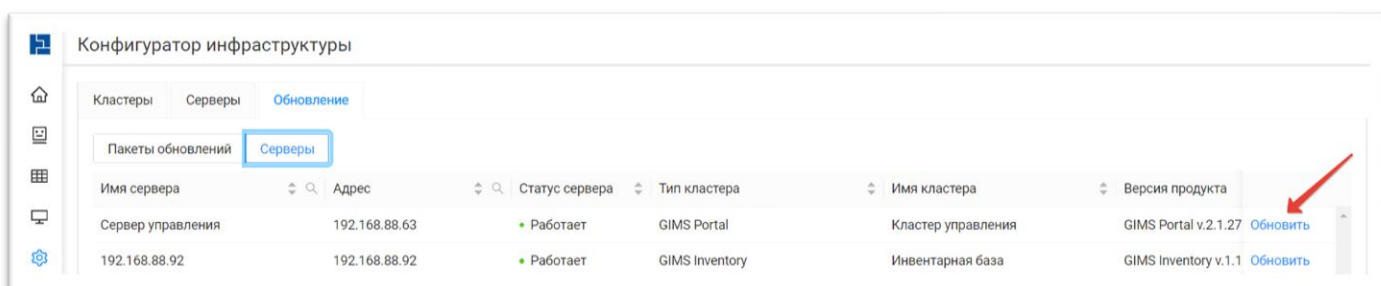 Конфигуратор инфраструктуры
Кластеры Серверы Обновление
Пакеты обновлений Серверы
Имя сервера Адрес Статус сервера Тип кластера Имя кластера Версия продукта
Сервер управления 192.168.88.63 Работает GIMS Portal Кластер управления GIMS Portal v.2.1.27 Обновить
192.168.88.92 192.168.88.92 Работает GIMS Inventory Инвентарная база GIMS Inventory v.1.1 Обновить